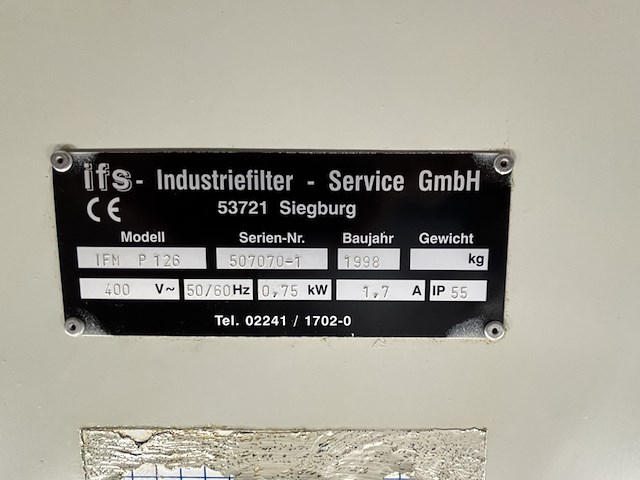 ifs - Industriefilter - Service GmbH
CE 53721 Siegburg
Modell Serien-Nr. Baujahr Gewicht
IFM P 126 507070-1 1998 kg
400 V~ 50/60 Hz 0,75 kW 1,7 A IP 55
Tel. 02241 / 1702-0